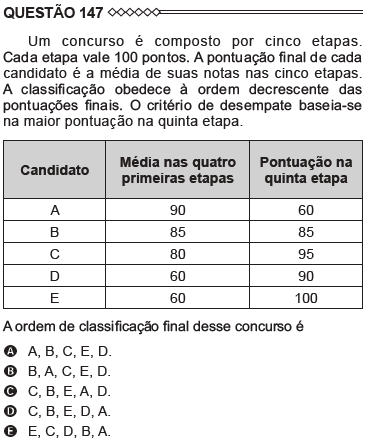 QUESTÃO 147
Um concurso é composto por cinco etapas.
Cada etapa vale 100 pontos. A pontuação final de cada
candidato é a média de suas notas nas cinco etapas.
A classificação obedece à ordem decrescente das
pontuações finais. O critério de desempate baseia-se
na maior pontuação na quinta etapa.
Candidato Média nas quatro primeiras etapas Pontuação na quinta etapa
A 90 60
B 85 85
C 80 95
D 60 90
E 60 100
A ordem de classificação final desse concurso é
A A, B, C, E, D.
B B, A, C, E, D.
C C, B, E, A, D.
D C, B, E, D, A.
E E, C, D, B, A.